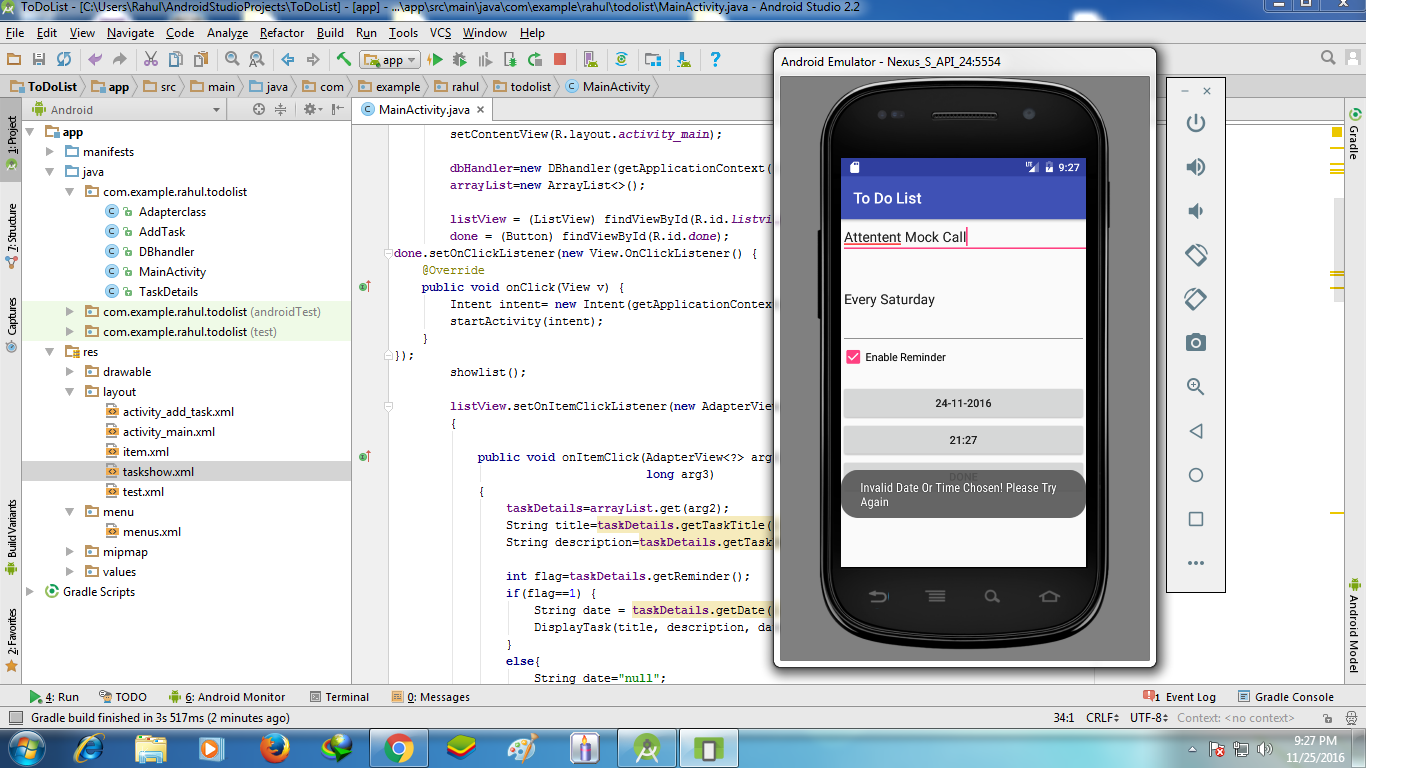 ToDoList - [C:\Users\Rahul\AndroidStudioProjects\ToDoList] - [app] - ...\app\src\main\java\com\example\rahul\todolist\MainActivity.java - Android Studio 2.2
File Edit View Navigate Code Analyze Refactor Build Run Tools VCS Window Help
app
ToDoList app src main java com example rahul todolist MainActivity
Android
MainActivity.java
1: Project
7: Structure
Captures
Build Variants
2: Favorites
app
manifests
java
com.example.rahul.todolist
Adapterclass
AddTask
DBhandler
MainActivity
TaskDetails
com.example.rahul.todolist (androidTest)
com.example.rahul.todolist (test)
res
drawable
layout
activity_add_task.xml
activity_main.xml
item.xml
taskshow.xml
test.xml
menu
menus.xml
mipmap
values
Gradle Scripts
setContentView(R.layout.activity_main);
dbHandler=new DBhandler(getApplicationContext(
arrayList=new ArrayList<>();
listView = (ListView) findViewById(R.id.listvi
done = (Button) findViewById(R.id.done);
done.setOnClickListener(new View.OnClickListener() {
@Override
public void onClick(View v) {
Intent intent= new Intent(getApplicationContex
startActivity(intent);
}
});
showlist();
listView.setOnItemClickListener(new AdapterVie
{
public void onItemClick(AdapterView<?> arg
long arg3)
{
taskDetails=arrayList.get(arg2);
String title=taskDetails.getTaskTitle(
String description=taskDetails.getTask
int flag=taskDetails.getReminder();
if(flag==1) {
String date = taskDetails.getDate(
DisplayTask(title, description, da
}
else{
String date="null";
Android Emulator - Nexus_S_API_24:5554
LTE 9:27
To Do List
Attentent Mock Call
Every Saturday
Enable Reminder
24-11-2016
21:27
DONE
Invalid Date Or Time Chosen! Please Try
Again
Gradle
Android Model
4: Run TODO 6: Android Monitor Terminal 0: Messages 1 Event Log Gradle Console
Gradle build finished in 3s 517ms (2 minutes ago) 34:1 CRLF UTF-8 Context: <no context>
9:27 PM
11/25/2016